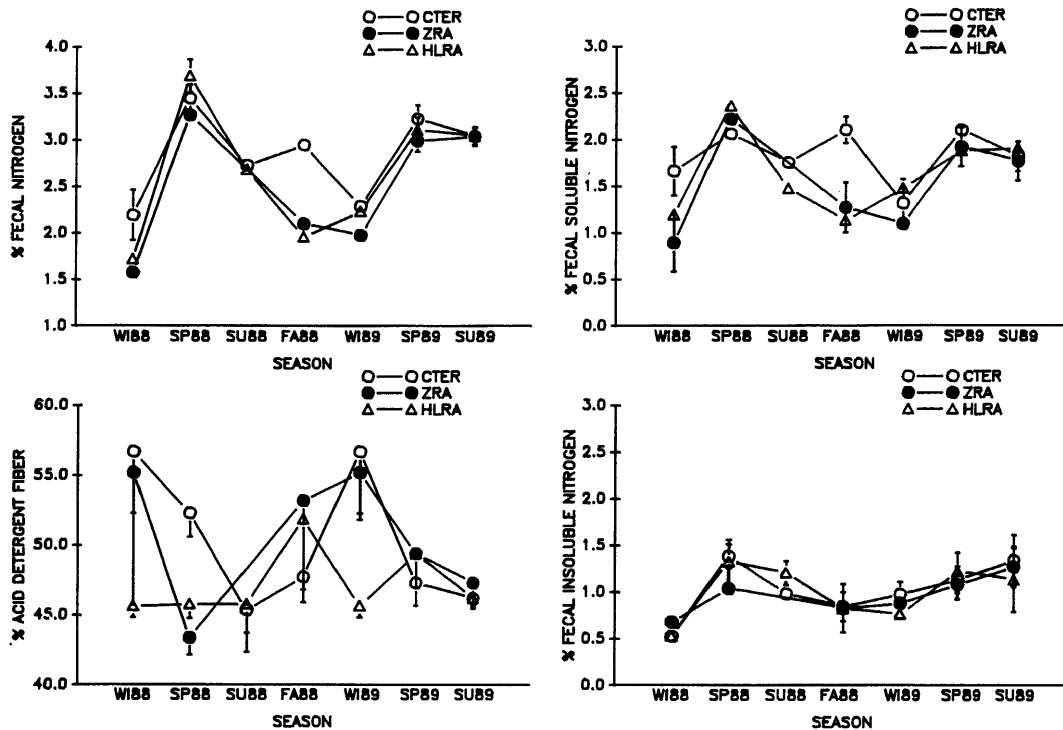 CTER
ZRA
HLRA
4.0
3.5
3.0
2.5
2.0
1.5
1.0
% FECAL NITROGEN
WI88 SP88 SU88 FA88 WI89 SP89 SU89
SEASON
CTER
ZRA
HLRA
3.0
2.5
2.0
1.5
1.0
0.5
0.0
% FECAL SOLUBLE NITROGEN
WI88 SP88 SU88 FA88 WI89 SP89 SU89
SEASON
CTER
ZRA
HLRA
60.0
55.0
50.0
45.0
40.0
% ACID DETERGENT FIBER
WI88 SP88 SU88 FA88 WI89 SP89 SU89
SEASON
CTER
ZRA
HLRA
3.0
2.5
2.0
1.5
1.0
0.5
0.0
% FECAL INSOLUBLE NITROGEN
WI88 SP88 SU88 FA88 WI89 SP89 SU89
SEASON